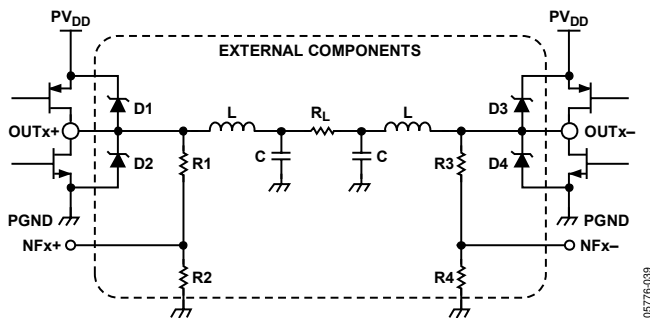 PVDD PVDD
EXTERNAL COMPONENTS
D1 L RL L D3
OUTx+ OUTx–
D2 R1 C C R3 D4
PGND PGND
NFx+ NFx–
R2 R4
05776-039